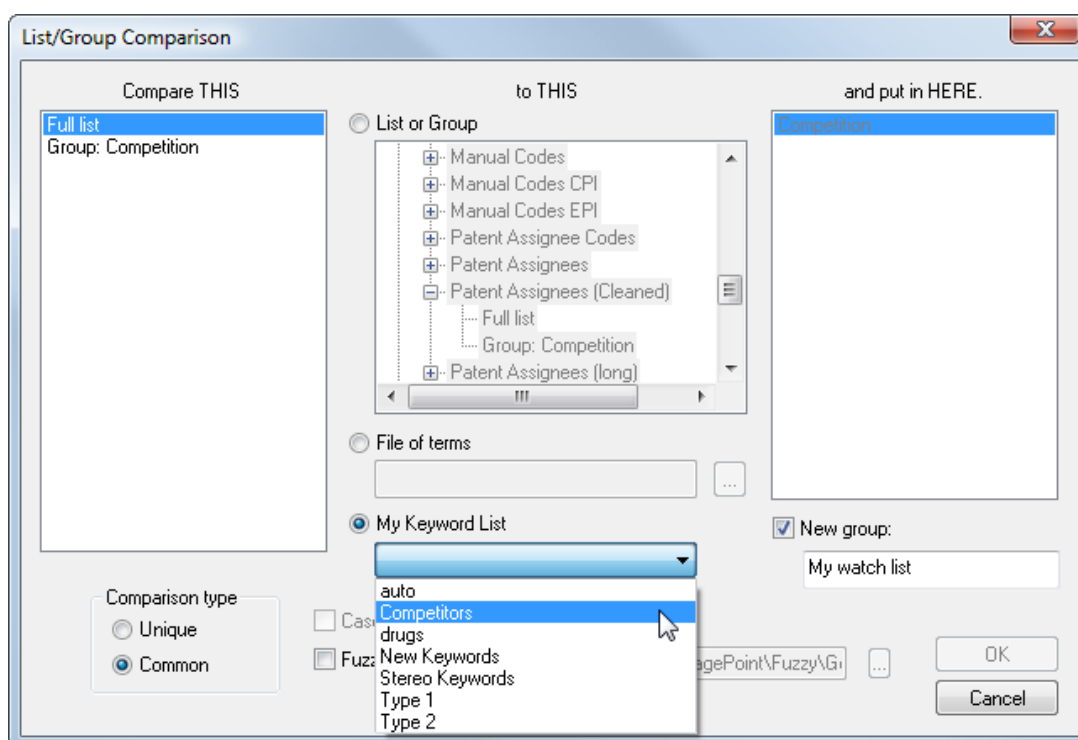 List/Group Comparison
Compare THIS
Full list
Group: Competition
to THIS
List or Group
Manual Codes
Manual Codes CPI
Manual Codes EPI
Patent Assignee Codes
Patent Assignees
Patent Assignees (Cleaned)
Full list
Group: Competition
Patent Assignees (long)
File of terms
...
My Keyword List
auto
Competitors
drugs
New Keywords
Stereo Keywords
Type 1
Type 2
and put in HERE.
Competition
New group:
My watch list
Comparison type
Unique
Common
agePoint\Fuzzy\G
...
OK
Cancel